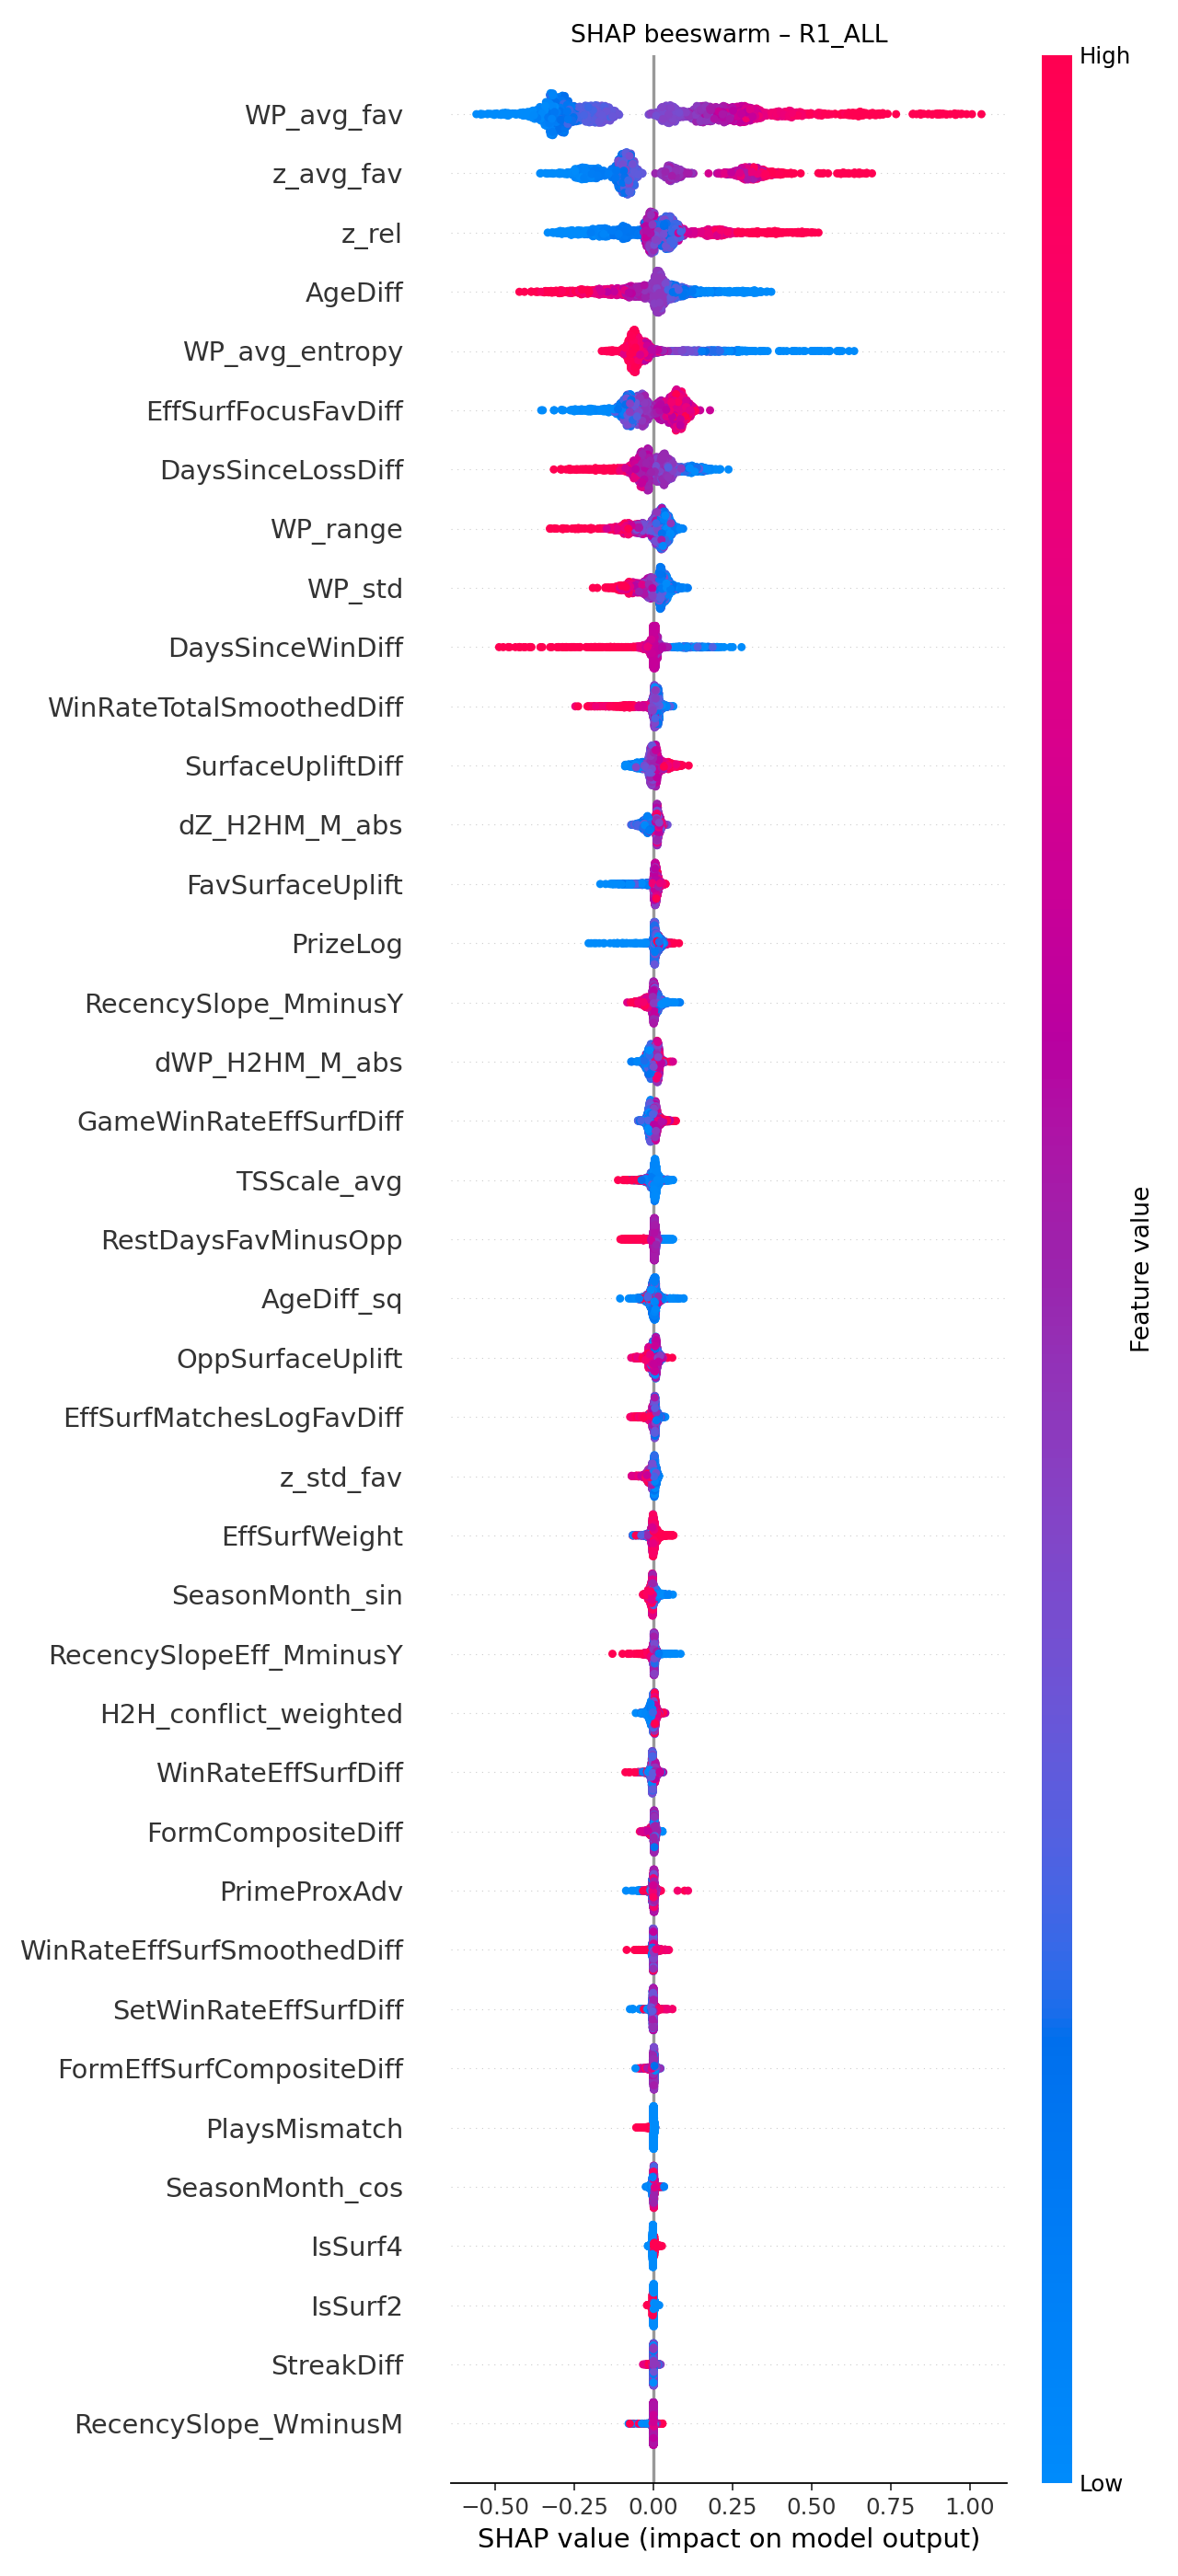 SHAP beeswarm – R1_ALL
High
WP_avg_fav
z_avg_fav
z_rel
AgeDiff
WP_avg_entropy
EffSurfFocusFavDiff
DaysSinceLossDiff
WP_range
WP_std
DaysSinceWinDiff
WinRateTotalSmoothedDiff
SurfaceUpliftDiff
dZ_H2HM_M_abs
FavSurfaceUplift
PrizeLog
RecencySlope_MminusY
dWP_H2HM_M_abs
GameWinRateEffSurfDiff
TSScale_avg
RestDaysFavMinusOpp
AgeDiff_sq
OppSurfaceUplift
EffSurfMatchesLogFavDiff
z_std_fav
EffSurfWeight
SeasonMonth_sin
RecencySlopeEff_MminusY
H2H_conflict_weighted
WinRateEffSurfDiff
FormCompositeDiff
PrimeProxAdv
WinRateEffSurfSmoothedDiff
SetWinRateEffSurfDiff
FormEffSurfCompositeDiff
PlaysMismatch
SeasonMonth_cos
IsSurf4
IsSurf2
StreakDiff
RecencySlope_WminusM
Feature value
Low
−0.50 −0.25 0.00 0.25 0.50 0.75 1.00
SHAP value (impact on model output)